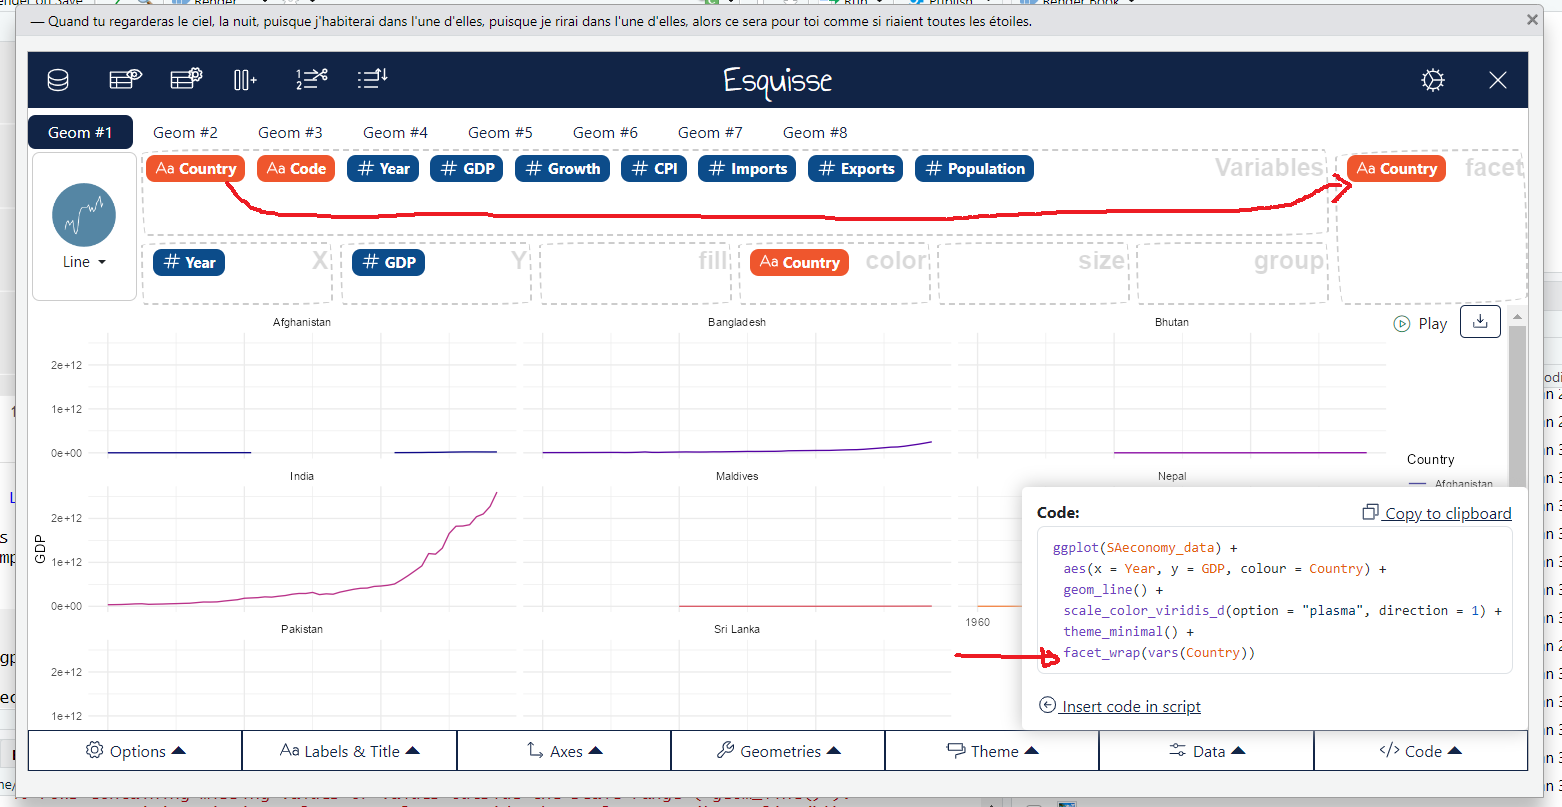 — Quand tu regarderas le ciel, la nuit, puisque j'habiterai dans l'une d'elles, puisque je rirai dans l'une d'elles, alors ce sera pour toi comme si riaient toutes les étoiles.
Esquisse
Geom #1 Geom #2 Geom #3 Geom #4 Geom #5 Geom #6 Geom #7 Geom #8
Aa Country Aa Code # Year # GDP # Growth # CPI # Imports # Exports # Population Variables Aa Country facet
Line
# Year X # GDP Y fill Aa Country color size group
Afghanistan Bangladesh Bhutan
Play
2e+12
1e+12
0e+00
Country
Afghanistan
India Maldives Nepal
2e+12
1e+12
0e+00
GDP
1960
Pakistan Sri Lanka
2e+12
1e+12
Code:
Copy to clipboard
ggplot(SAeconomy_data) +
aes(x = Year, y = GDP, colour = Country) +
geom_line() +
scale_color_viridis_d(option = "plasma", direction = 1) +
theme_minimal() +
facet_wrap(vars(Country))
Insert code in script
Options Aa Labels & Title Axes Geometries Theme Data </> Code